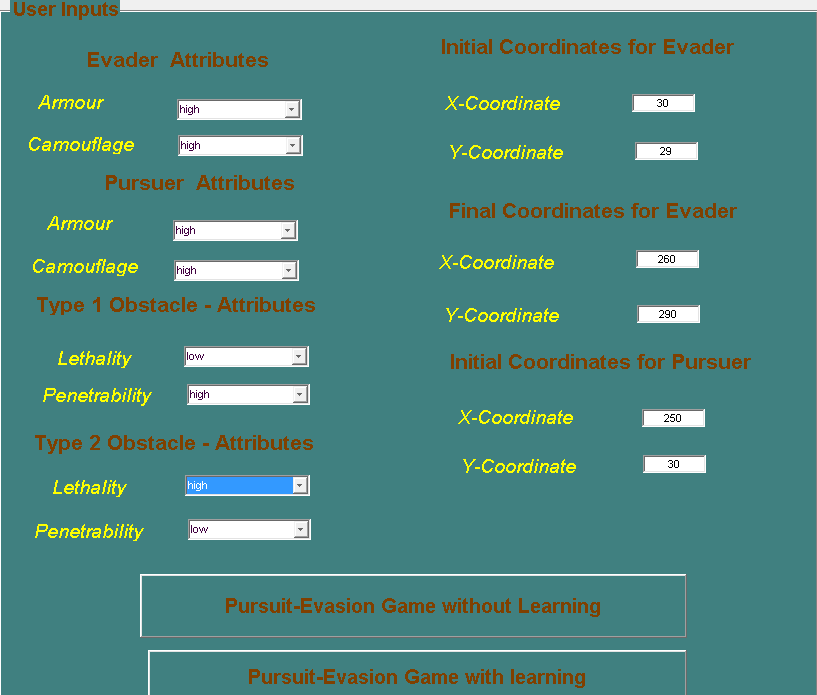 User Inputs
Evader Attributes
Armour high
Camouflage high
Pursuer Attributes
Armour high
Camouflage high
Type 1 Obstacle - Attributes
Lethality low
Penetrability high
Type 2 Obstacle - Attributes
Lethality high
Penetrability low
Initial Coordinates for Evader
X-Coordinate 30
Y-Coordinate 29
Final Coordinates for Evader
X-Coordinate 260
Y-Coordinate 290
Initial Coordinates for Pursuer
X-Coordinate 250
Y-Coordinate 30
Pursuit-Evasion Game without Learning
Pursuit-Evasion Game with learning